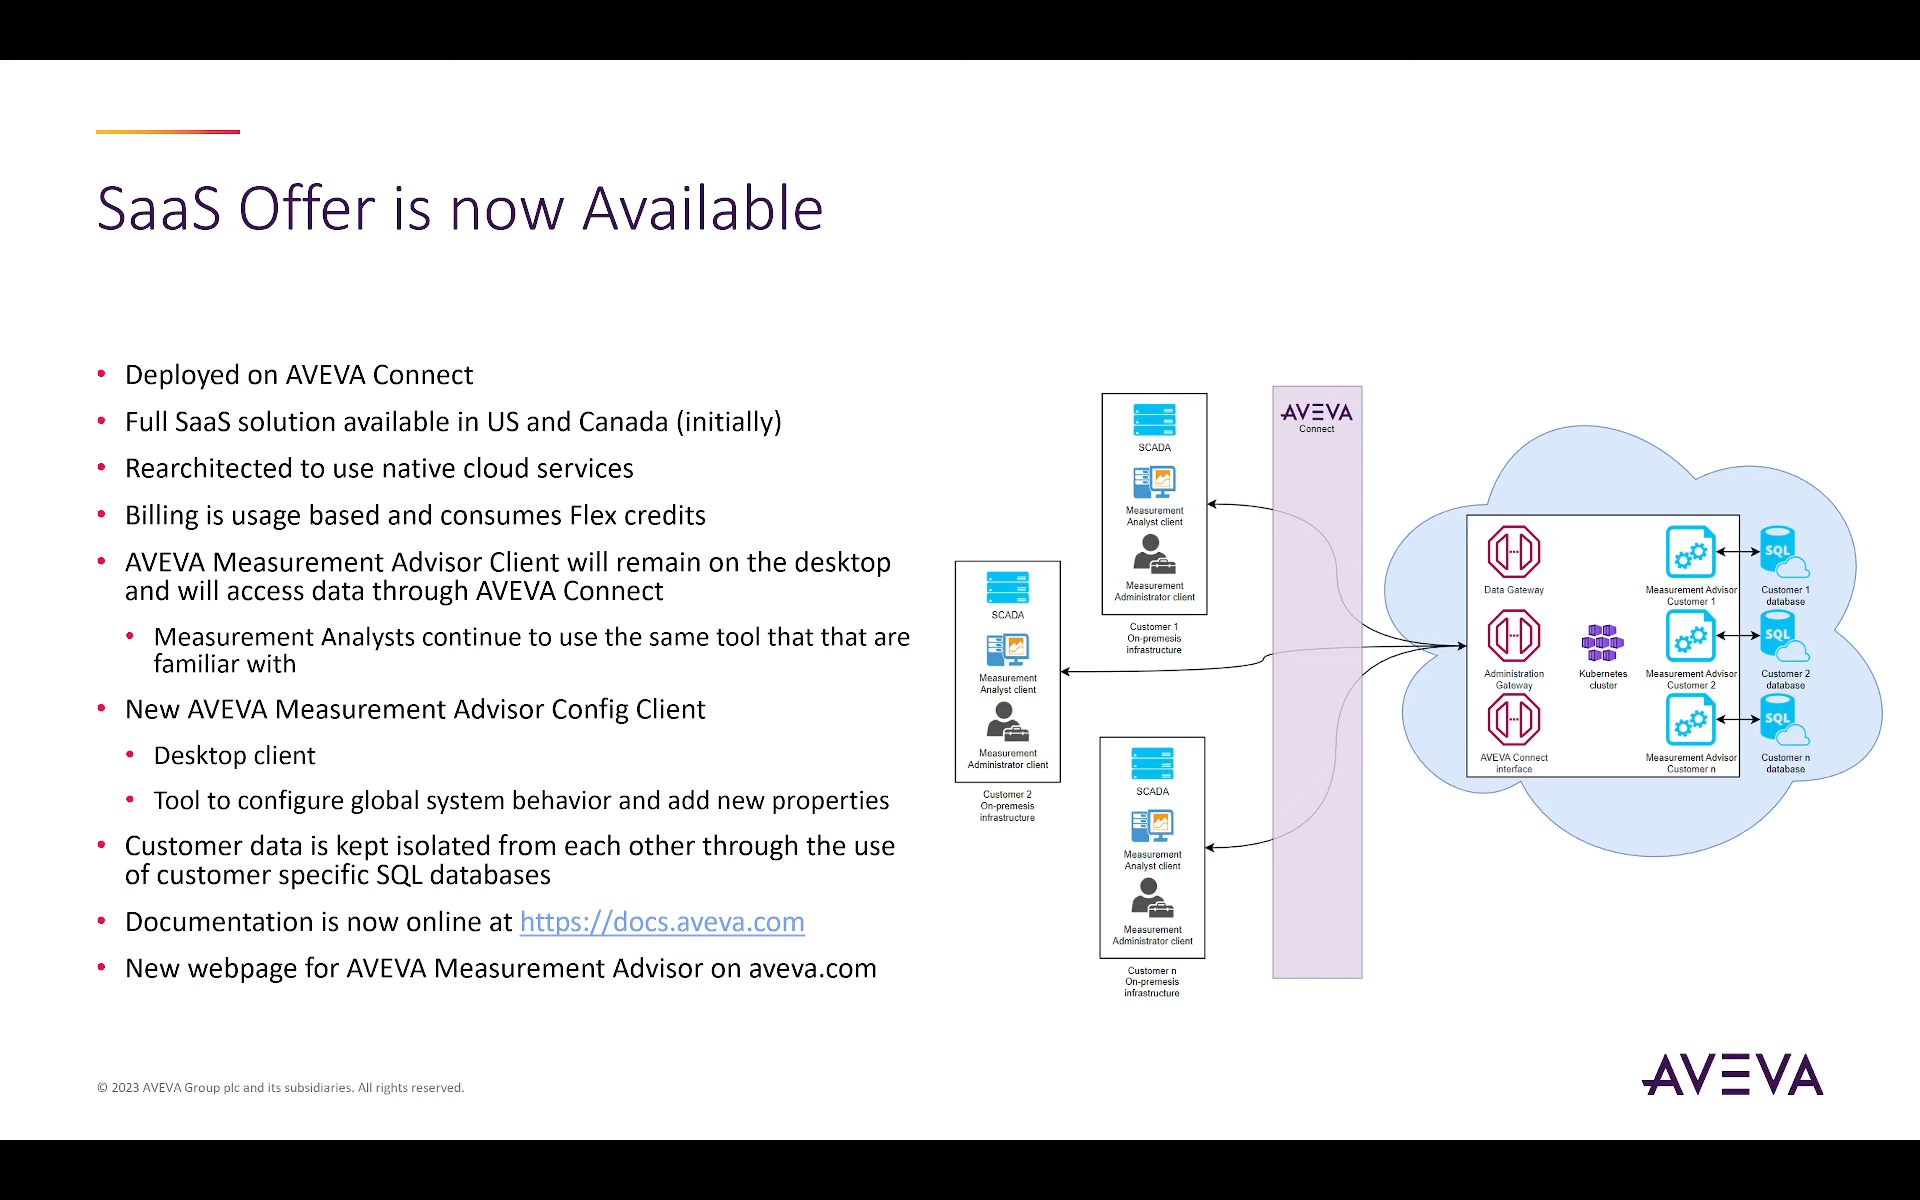 SaaS Offer is now Available
Deployed on AVEVA Connect
Full SaaS solution available in US and Canada (initially)
Rearchitected to use native cloud services
Billing is usage based and consumes Flex credits
AVEVA Measurement Advisor Client will remain on the desktop
and will access data through AVEVA Connect
Measurement Analysts continue to use the same tool that that are
familiar with
New AVEVA Measurement Advisor Config Client
Desktop client
Tool to configure global system behavior and add new properties
Customer data is kept isolated from each other through the use
of customer specific SQL databases
Documentation is now online at https://docs.aveva.com
New webpage for AVEVA Measurement Advisor on aveva.com
SCADA
Measurement
Analyst client
Measurement
Administrator client
Customer 1
On-premesis
infrastructure
SCADA
Measurement
Analyst client
Measurement
Administrator client
Customer 2
On-premesis
infrastructure
SCADA
Measurement
Analyst client
Measurement
Administrator client
Customer n
On-premesis
infrastructure
AVEVA
Connect
Data Gateway
Administration
Gateway
AVEVA Connect
interface
Kubernetes
cluster
Measurement Advisor
Customer 1
Measurement Advisor
Customer 2
Measurement Advisor
Customer n
SQL
Customer 1
database
SQL
Customer 2
database
SQL
Customer n
database
© 2023 AVEVA Group plc and its subsidiaries. All rights reserved.
AVEVA